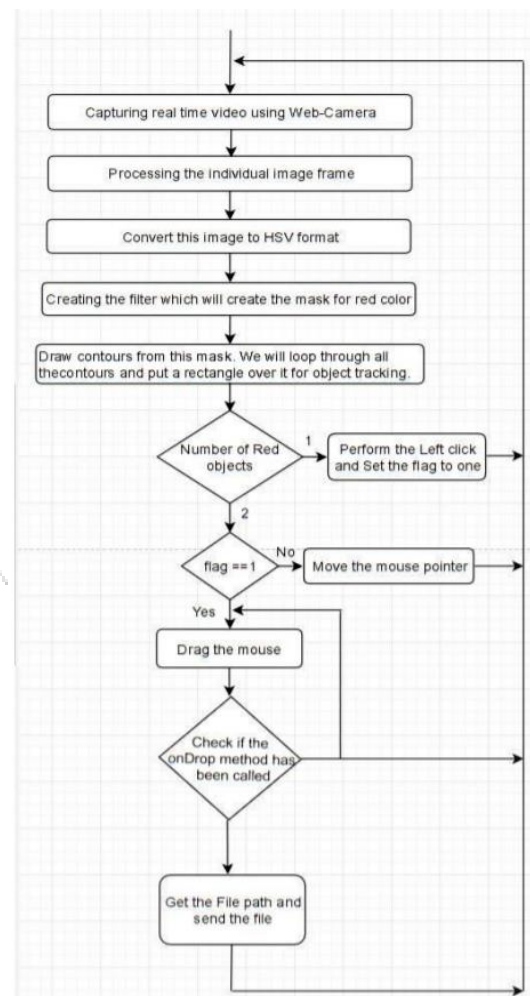 Capturing real time video using Web-Camera
Processing the individual image frame
Convert this image to HSV format
Creating the filter which will create the mask for red color
Draw contours from this mask. We will loop through all
thecontours and put a rectangle over it for object tracking.
Number of Red
objects
1
Perform the Left click
and Set the flag to one
2
flag ==1
No
Move the mouse pointer
Yes
Drag the mouse
Check if the
onDrop method has
been called
Get the File path and
send the file